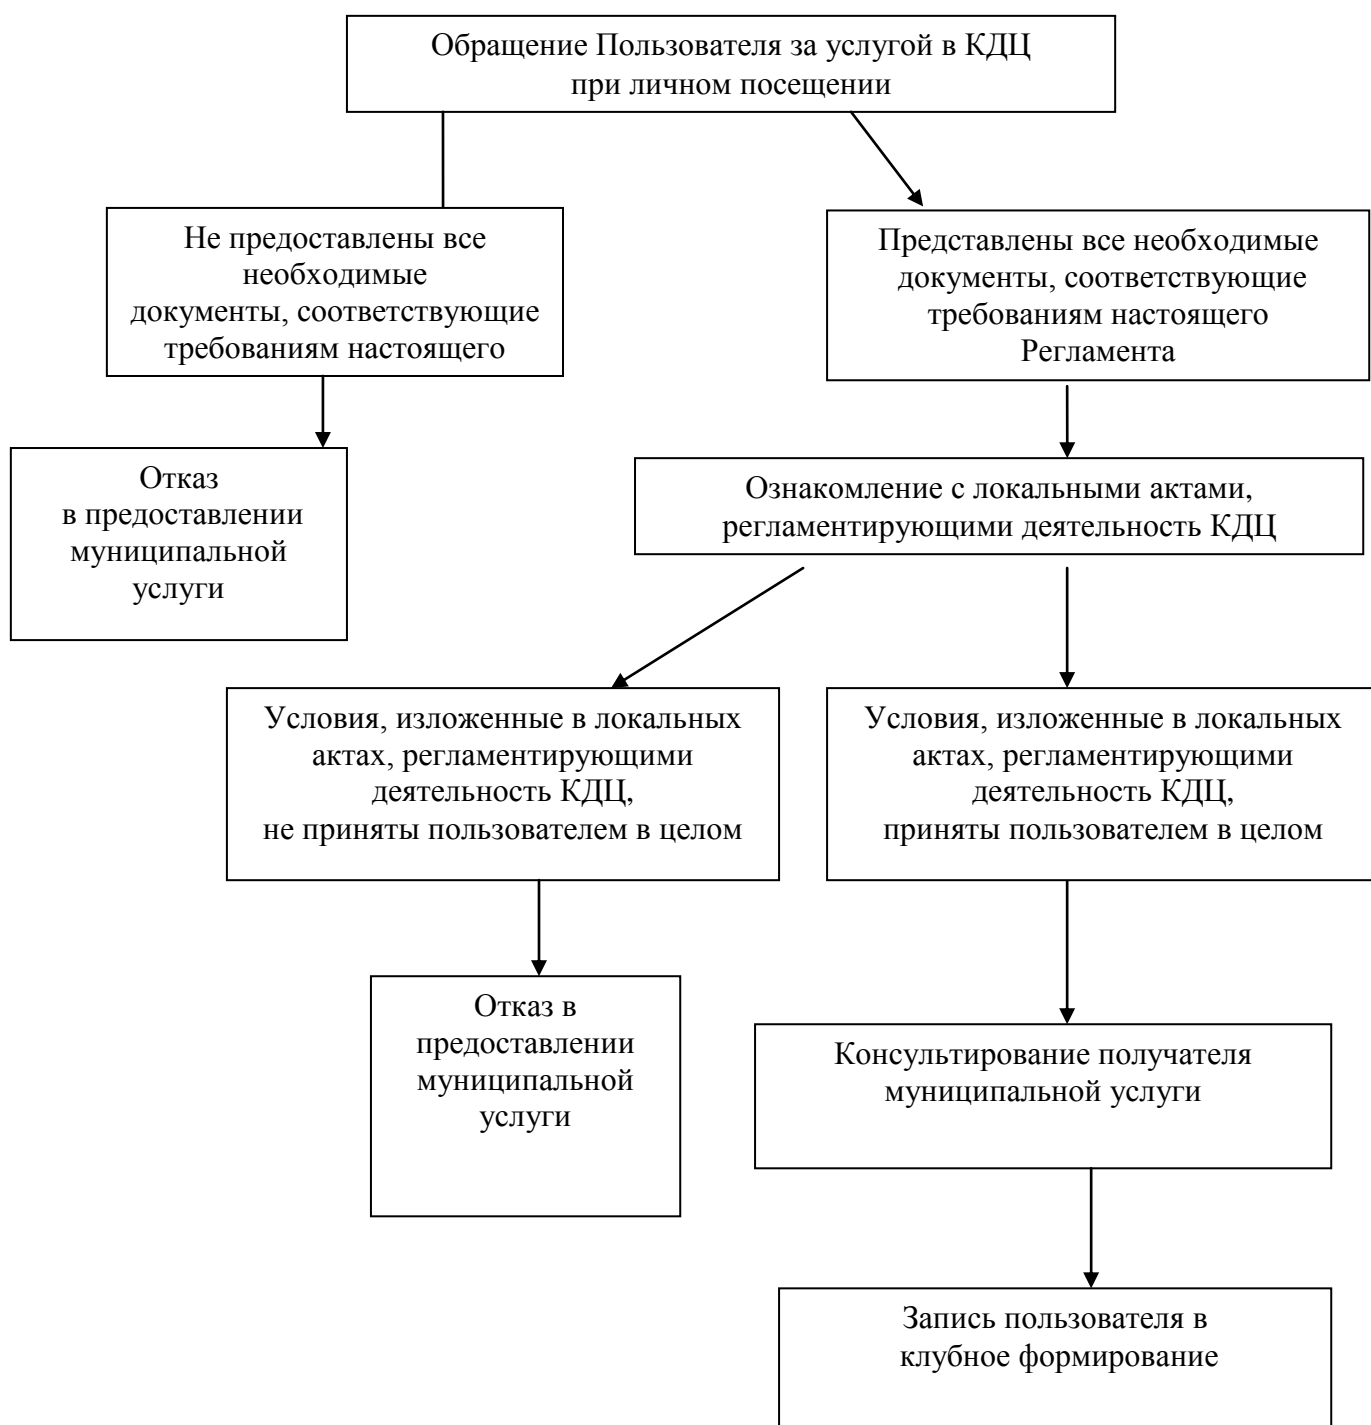 Обращение Пользователя за услугой в КДЦ
при личном посещении
Не предоставлены все
необходимые
документы, соответствующие
требованиям настоящего
Представлены все необходимые
документы, соответствующие
требованиям настоящего
Регламента
Отказ
в предоставлении
муниципальной
услуги
Ознакомление с локальными актами,
регламентирующими деятельность КДЦ
Условия, изложенные в локальных
актах, регламентирующими
деятельность КДЦ,
не приняты пользователем в целом
Условия, изложенные в локальных
актах, регламентирующими
деятельность КДЦ,
приняты пользователем в целом
Отказ в
предоставлении
муниципальной
услуги
Консультирование получателя
муниципальной услуги
Запись пользователя в
клубное формирование